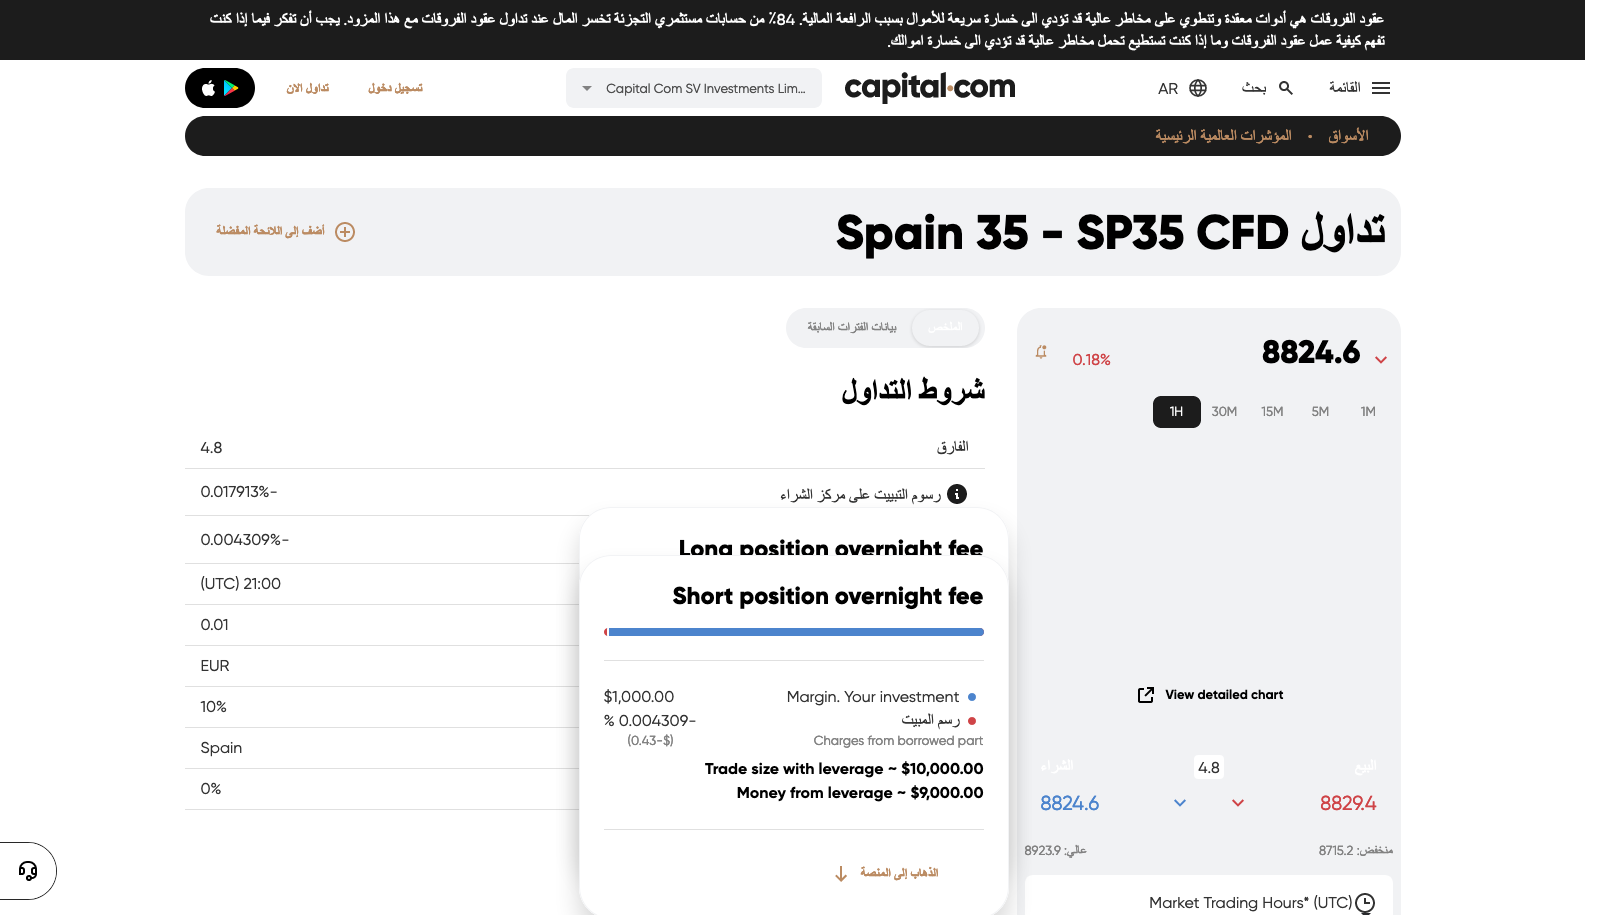 عقود الفروقات هي أدوات معقدة وتنطوي على مخاطر عالية قد تؤدي الى خسارة سريعة للأموال بسبب الرافعة المالية. 84٪ من حسابات مستثمري التجزئة تخسر المال عند تداول عقود الفروقات مع هذا المزود. يجب أن تفكر فيما إذا كنت
تفهم كيفية عمل عقود الفروقات وما إذا كنت تستطيع تحمل مخاطر عالية قد تؤدي الى خسارة اموالك.
القائمة
بحث
AR
capital.com
Capital Com SV Investments Lim...
تسجيل دخول
تداول الان
الأسواق
المؤشرات العالمية الرئيسية
تداول Spain 35 - SP35 CFD
أضف إلى اللائحة المفضلة
8824.6
0.18%
1H 30M 15M 5M 1M
View detailed chart
البيع
4.8
الشراء
8829.4
8824.6
منخفض: 8715.2
عالي: 8923.9
Market Trading Hours* (UTC)
الملخص
بيانات الفترات السابقة
شروط التداول
الفارق
4.8
رسوم التبييت على مركز الشراء
0.017913%-
0.004309%-
(UTC) 21:00
0.01
EUR
10%
Spain
0%
Long position overnight fee
Short position overnight fee
Margin. Your investment
$1,000.00
رسم المبيت
% 0.004309-
Charges from borrowed part
(0.43-$)
Trade size with leverage ~ $10,000.00
Money from leverage ~ $9,000.00
الذهاب إلى المنصة